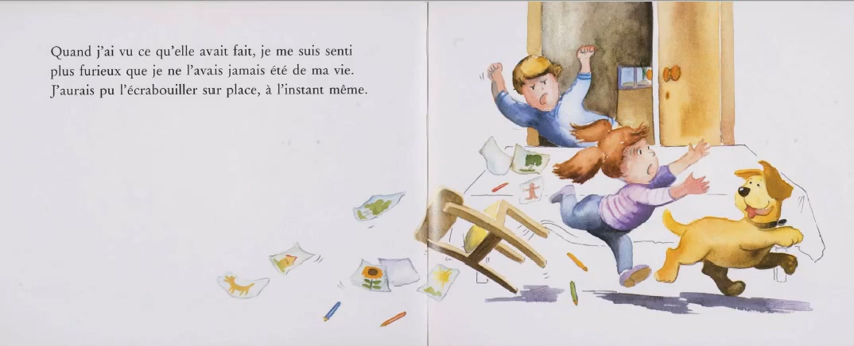 Quand j'ai vu ce qu'elle avait fait, je me suis senti
plus furieux que je ne l'avais jamais été de ma vie.
J'aurais pu l'écrabouiller sur place, à l'instant même.